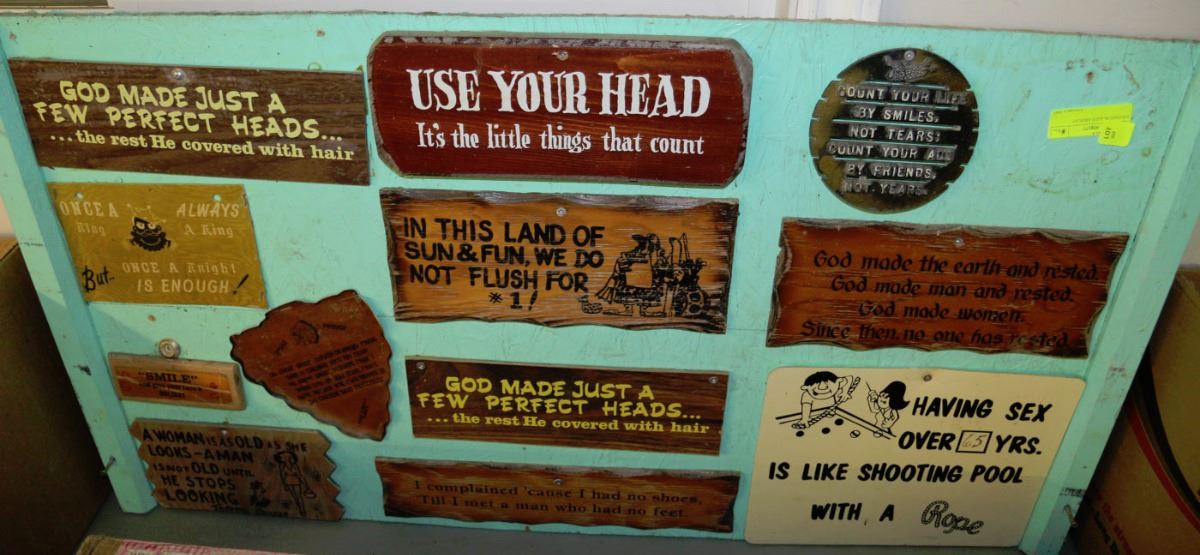 GOD MADE JUST A
FEW PERFECT HEADS...
...the rest He covered with hair
USE YOUR HEAD
It's the little things that count
COUNT YOUR LIFE
BY SMILES,
NOT TEARS;
COUNT YOUR AGE
BY FRIENDS,
NOT YEARS.
ONCE A ALWAYS
King A King
But..
ONCE A Knight
IS ENOUGH!
IN THIS LAND OF
SUN & FUN, WE DO
NOT FLUSH FOR
#1!
God made the earth and rested.
God made man and rested.
God made women.
Since then, no one has rested.
"SMILE"
GOD MADE JUST A
FEW PERFECT HEADS...
...the rest He covered with hair
HAVING SEX
OVER 65 YRS.
IS LIKE SHOOTING POOL
WITH A Rope
A WOMAN IS AS OLD AS SHE
LOOKS - A MAN
IS NOT OLD UNTIL
HE STOPS
LOOKING
I complained 'cause I had no shoes,
'Till I met a man who had no feet.